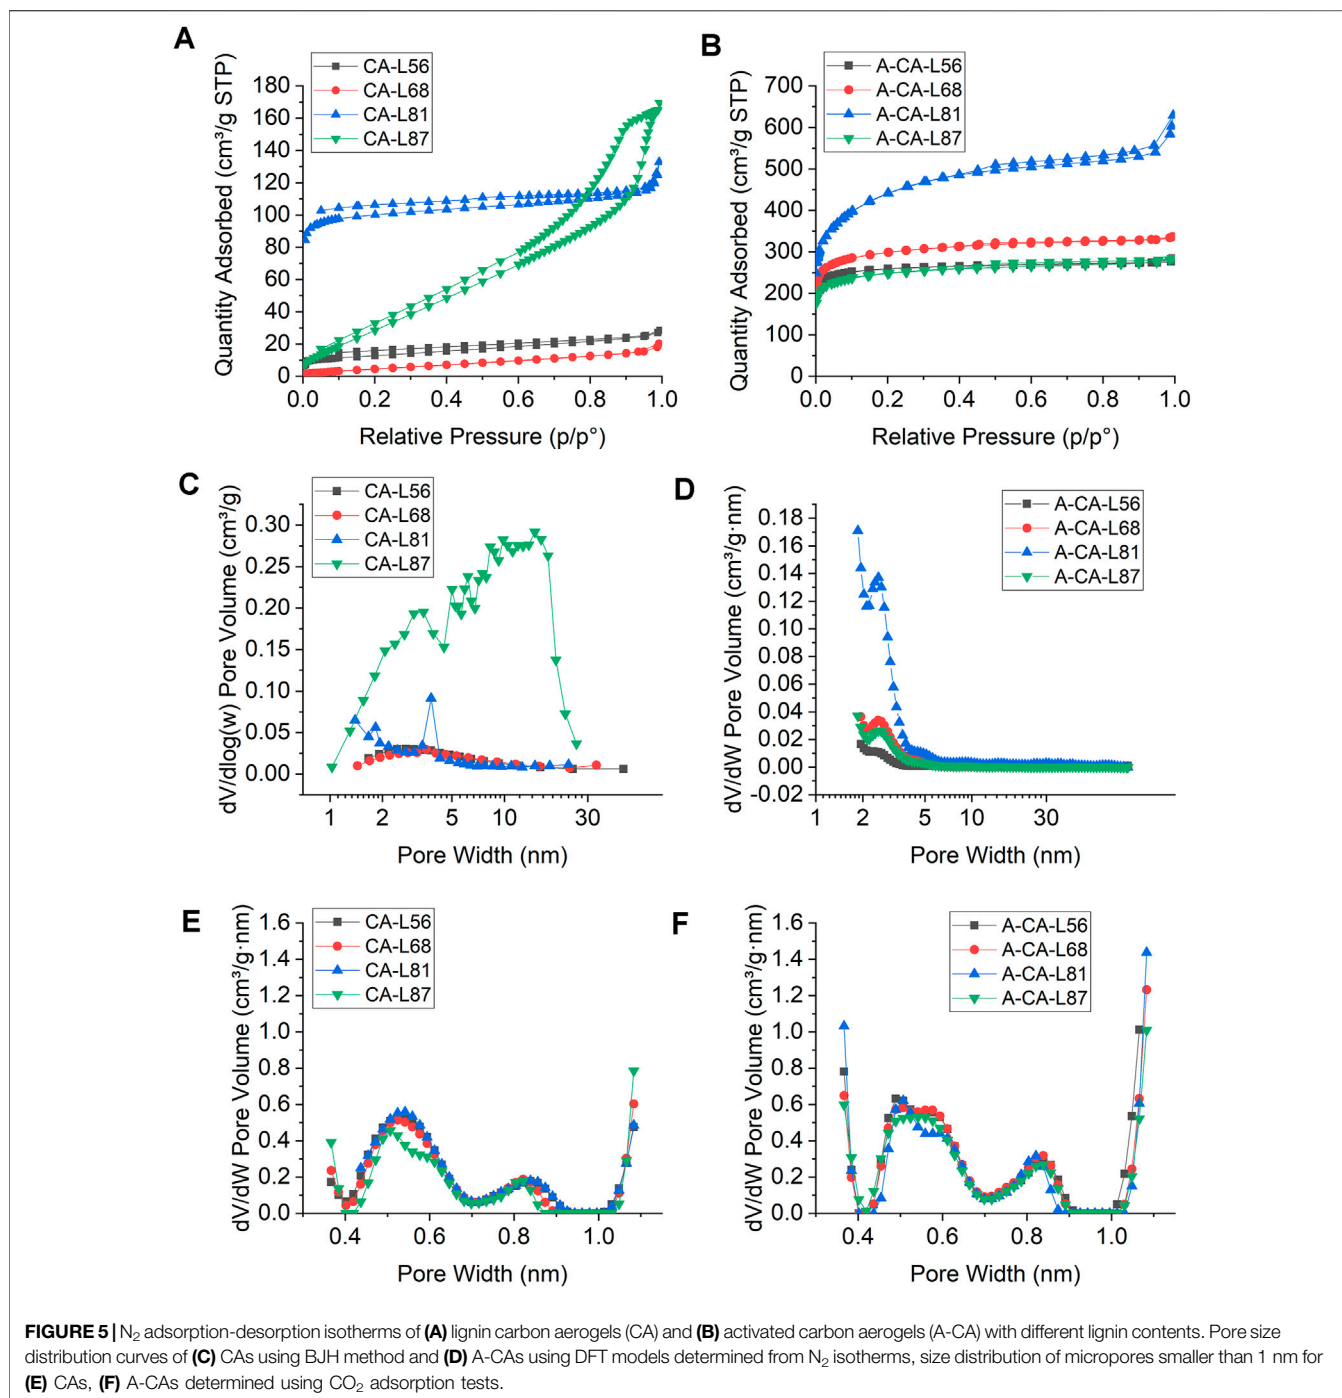 A
CA-L56
CA-L68
CA-L81
CA-L87
Quantity Adsorbed (cm³/g STP)
180
160
140
120
100
80
60
40
20
0
0.0 0.2 0.4 0.6 0.8 1.0
Relative Pressure (p/p°)
B
A-CA-L56
A-CA-L68
A-CA-L81
A-CA-L87
Quantity Adsorbed (cm³/g STP)
700
600
500
400
300
200
100
0
0.0 0.2 0.4 0.6 0.8 1.0
Relative Pressure (p/p°)
C
CA-L56
CA-L68
CA-L81
CA-L87
dV/dlog(w) Pore Volume (cm³/g)
0.30
0.25
0.20
0.15
0.10
0.05
0.00
1 2 5 10 30
Pore Width (nm)
D
A-CA-L56
A-CA-L68
A-CA-L81
A-CA-L87
dV/dW Pore Volume (cm³/g·nm)
0.18
0.16
0.14
0.12
0.10
0.08
0.06
0.04
0.02
0.00
-0.02
1 2 5 10 30
Pore Width (nm)
E
CA-L56
CA-L68
CA-L81
CA-L87
dV/dW Pore Volume (cm³/g·nm)
1.6
1.4
1.2
1.0
0.8
0.6
0.4
0.2
0.0
0.4 0.6 0.8 1.0
Pore Width (nm)
F
A-CA-L56
A-CA-L68
A-CA-L81
A-CA-L87
dV/dW Pore Volume (cm³/g·nm)
1.6
1.4
1.2
1.0
0.8
0.6
0.4
0.2
0.0
0.4 0.6 0.8 1.0
Pore Width (nm)
FIGURE 5 | N₂ adsorption-desorption isotherms of (A) lignin carbon aerogels (CA) and (B) activated carbon aerogels (A-CA) with different lignin contents. Pore size
distribution curves of (C) CAs using BJH method and (D) A-CAs using DFT models determined from N₂ isotherms, size distribution of micropores smaller than 1 nm for
(E) CAs, (F) A-CAs determined using CO₂ adsorption tests.